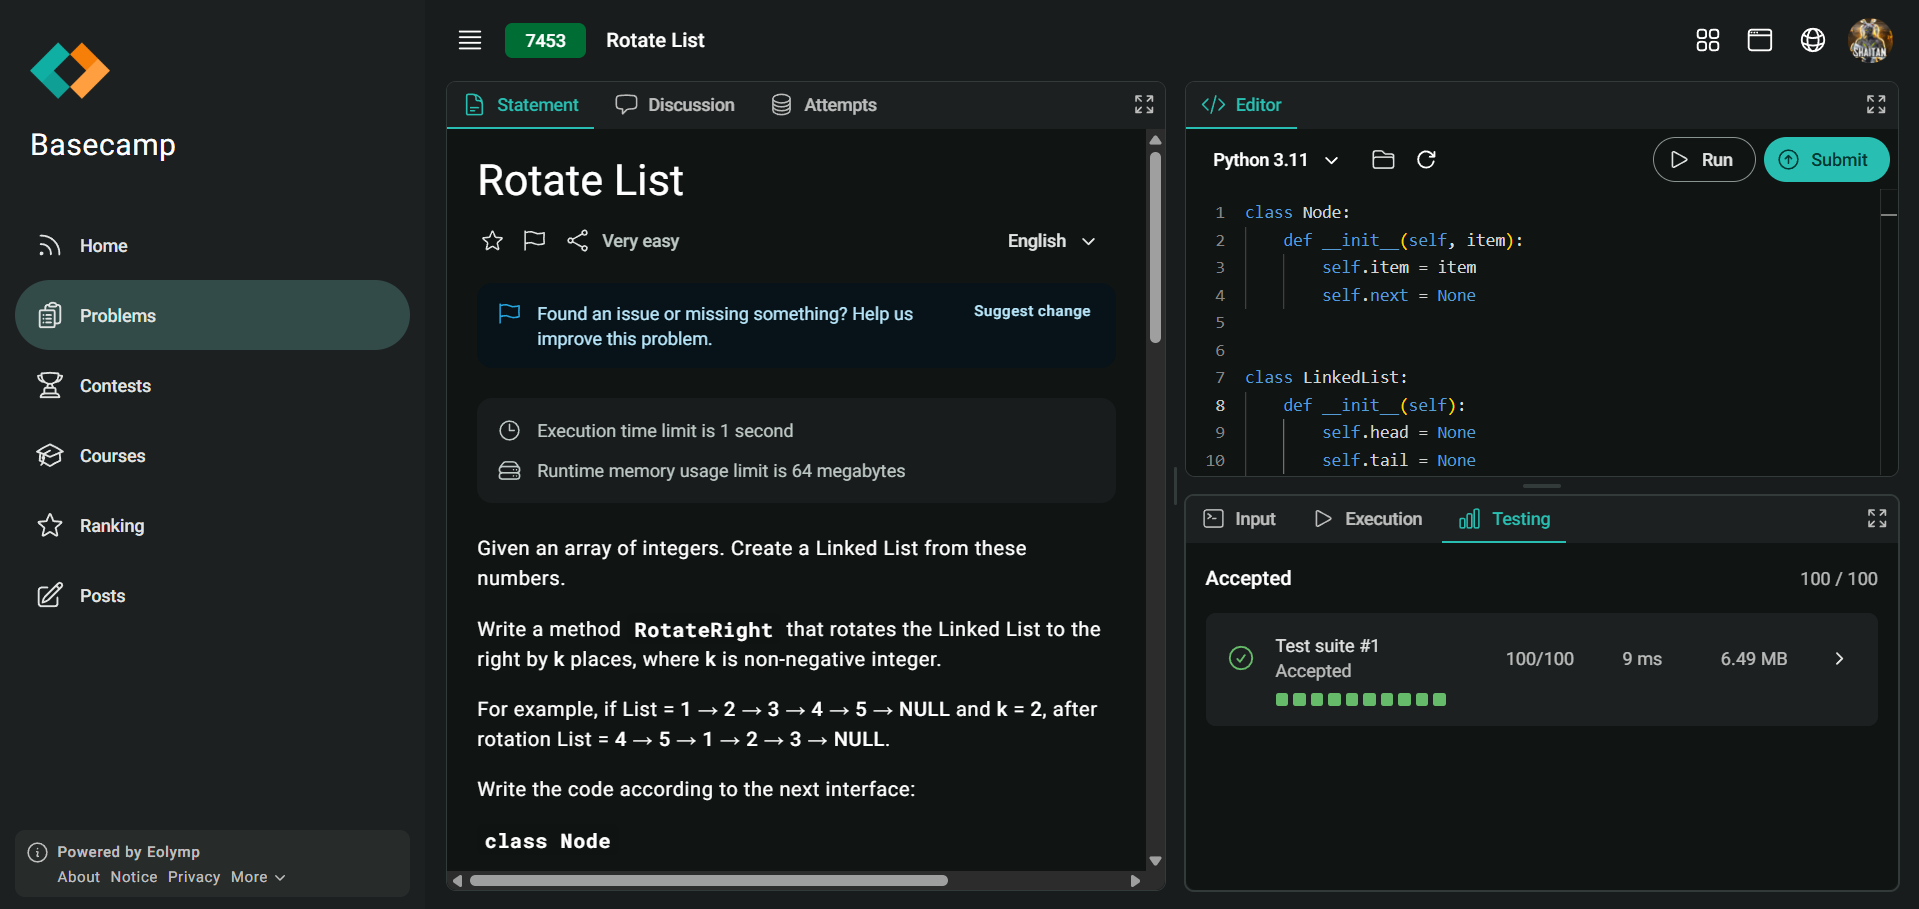 Basecamp
Home
Problems
Contests
Courses
Ranking
Posts
Powered by Eolymp
About Notice Privacy More
7453 Rotate List
SHAITAN
Statement Discussion Attempts
Rotate List
Very easy
English
Found an issue or missing something? Help us
improve this problem.
Suggest change
Execution time limit is 1 second
Runtime memory usage limit is 64 megabytes
Given an array of integers. Create a Linked List from these
numbers.
Write a method RotateRight that rotates the Linked List to the
right by k places, where k is non-negative integer.
For example, if List = 1 → 2 → 3 → 4 → 5 → NULL and k = 2, after
rotation List = 4 → 5 → 1 → 2 → 3 → NULL.
Write the code according to the next interface:
class Node
Editor
Python 3.11
Run
Submit
1 class Node:
2     def __init__(self, item):
3         self.item = item
4         self.next = None
5
6
7 class LinkedList:
8     def __init__(self):
9         self.head = None
10         self.tail = None
Input Execution Testing
Accepted 100 / 100
Test suite #1
Accepted
100/100 9 ms 6.49 MB